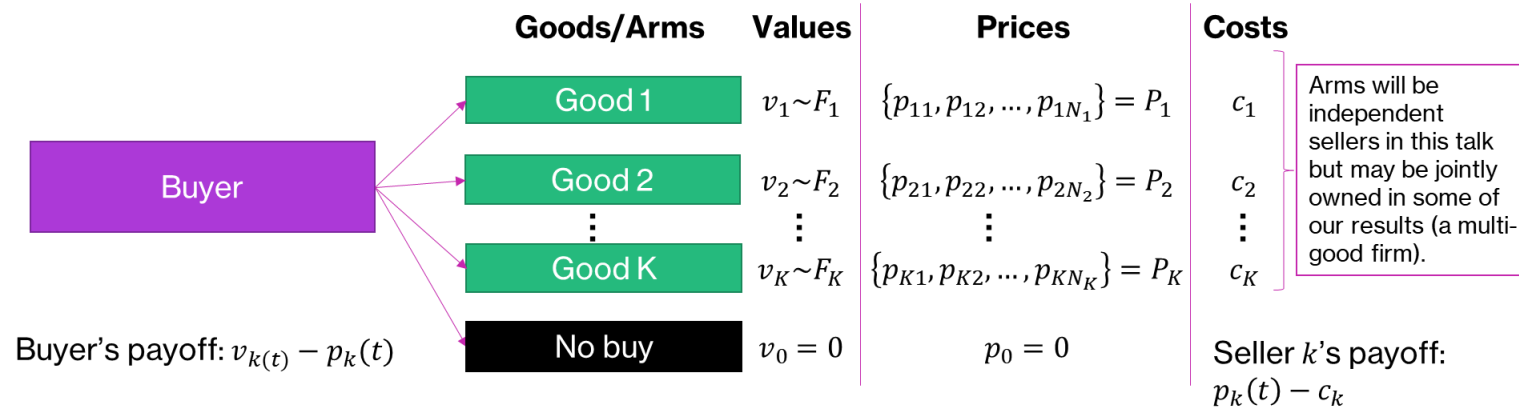 Goods/Arms Values Prices Costs
Good 1 v₁~F₁ {p₁₁, p₁₂, …, p₁N₁} = P₁ c₁
Buyer
Good 2 v₂~F₂ {p₂₁, p₂₂, …, p₂N₂} = P₂ c₂
⋮ ⋮ ⋮ ⋮
Good K v_K~F_K {p_K1, p_K2, …, p_KN_K} = P_K c_K
Arms will be
independent
sellers in this talk
but may be jointly
owned in some of
our results (a multi-
good firm).
Buyer's payoff: v_k(t) − p_k(t)
No buy v₀ = 0 p₀ = 0
Seller k's payoff:
p_k(t) − c_k